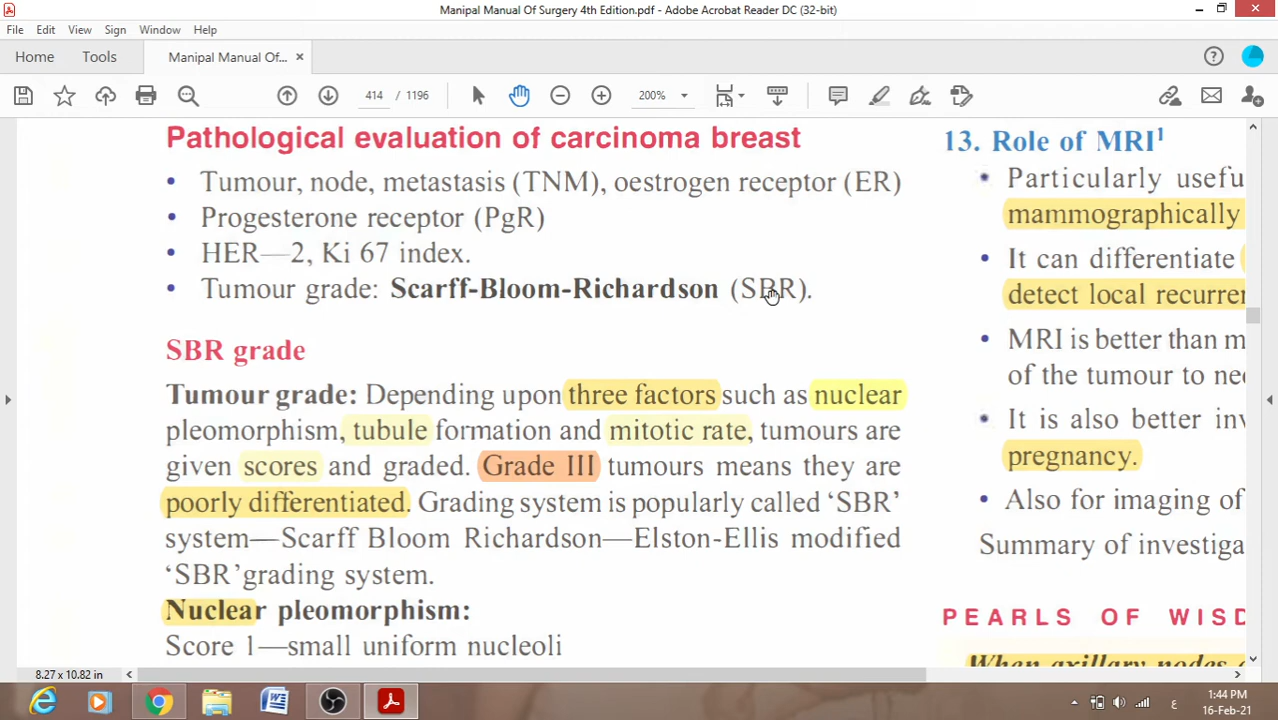 Manipal Manual Of Surgery 4th Edition.pdf - Adobe Acrobat Reader DC (32-bit)
File Edit View Sign Window Help
Home Tools Manipal Manual Of... ×
414 / 1196 200%
Pathological evaluation of carcinoma breast
• Tumour, node, metastasis (TNM), oestrogen receptor (ER)
• Progesterone receptor (PgR)
• HER—2, Ki 67 index.
• Tumour grade: Scarff-Bloom-Richardson (SBR).
SBR grade
Tumour grade: Depending upon three factors such as nuclear
pleomorphism, tubule formation and mitotic rate, tumours are
given scores and graded. Grade III tumours means they are
poorly differentiated. Grading system is popularly called ‘SBR’
system—Scarff Bloom Richardson—Elston-Ellis modified
‘SBR’grading system.
Nuclear pleomorphism:
Score 1—small uniform nucleoli
13. Role of MRI1
• Particularly usefu
mammographically
• It can differentiate
detect local recurren
• MRI is better than m
of the tumour to nee
• It is also better inv
pregnancy.
• Also for imaging of
Summary of investiga
PEARLS OF WISD
When axillary nodes
8.27 x 10.82 in
ع
1:44 PM
16-Feb-21